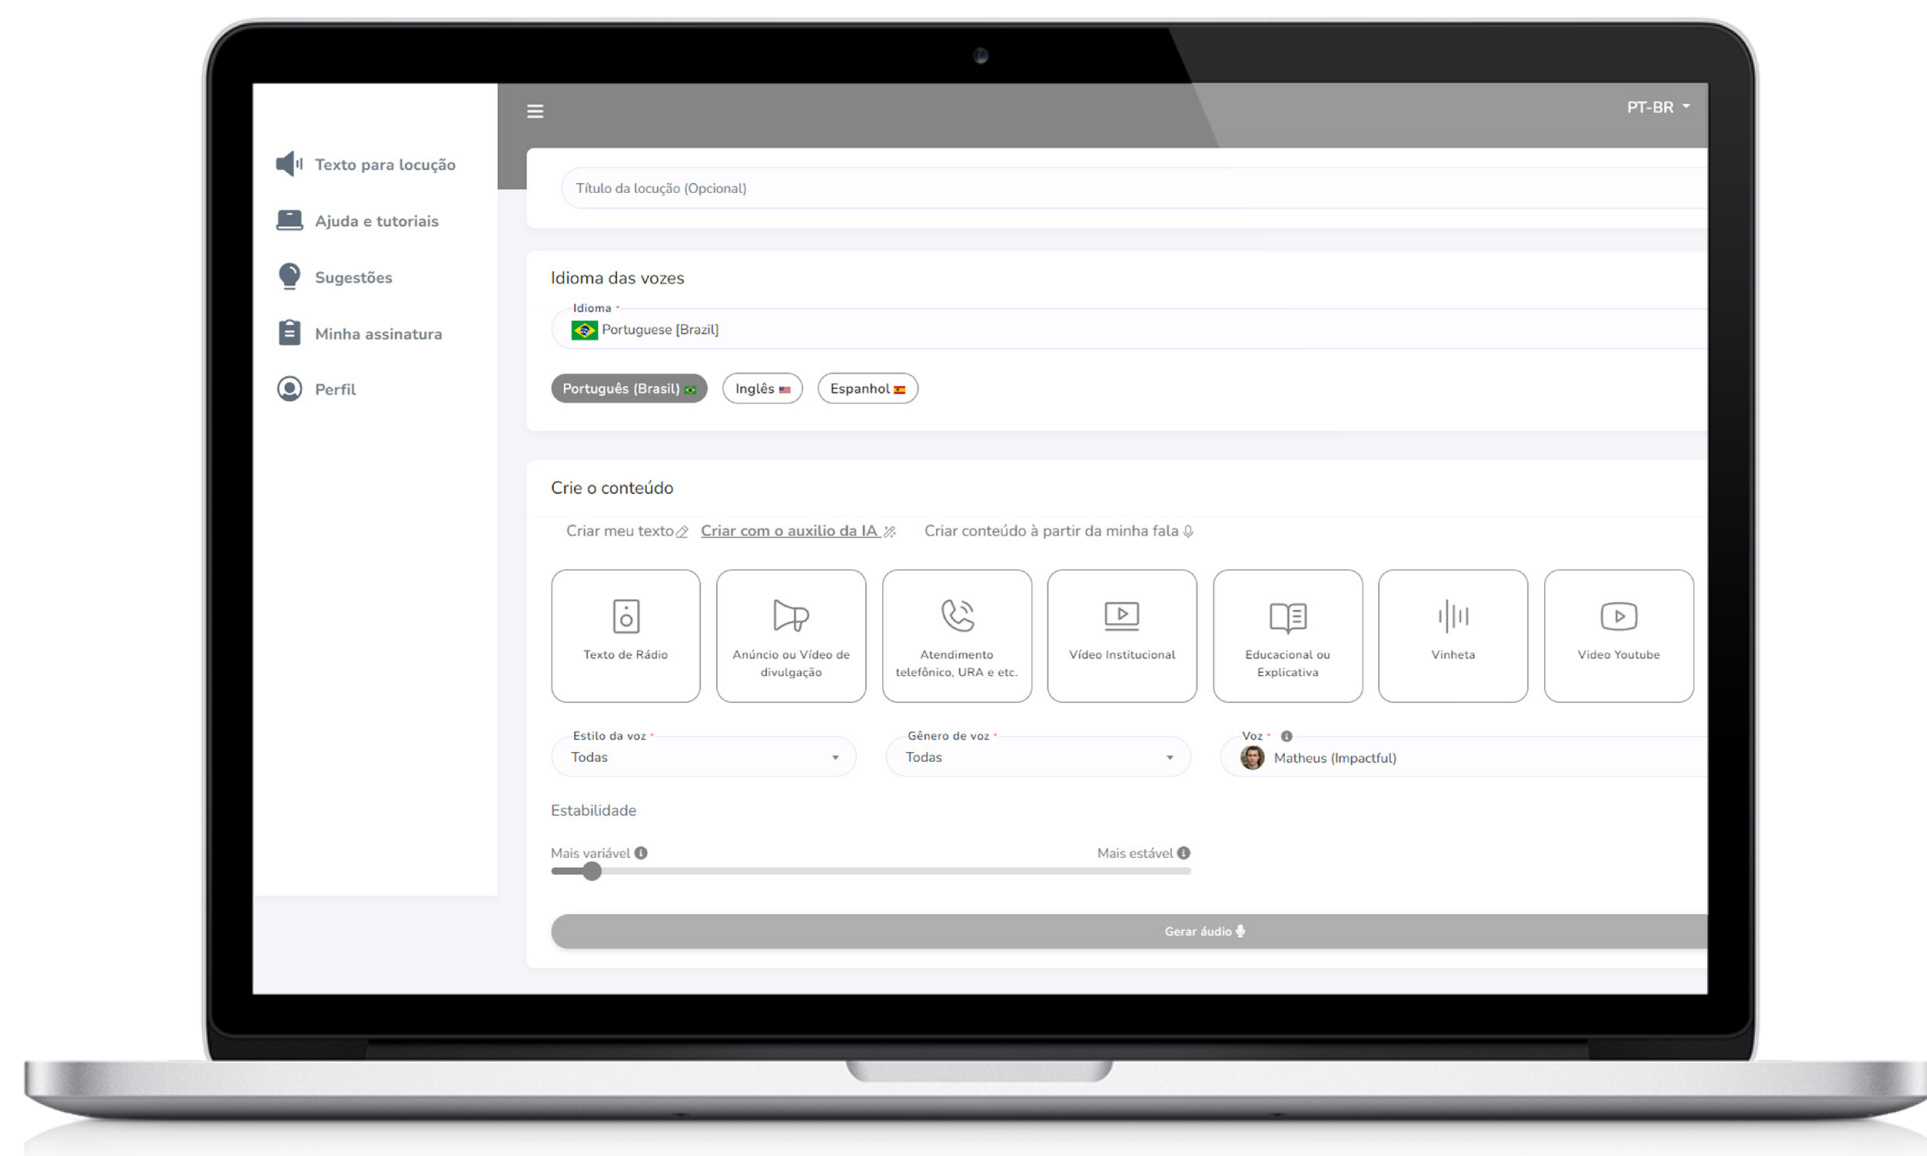 PT-BR
Texto para locução
Ajuda e tutoriais
Sugestões
Minha assinatura
Perfil
Título da locução (Opcional)
Idioma das vozes
Idioma *
Portuguese [Brazil]
Português (Brasil) Inglês Espanhol
Crie o conteúdo
Criar meu texto Criar com o auxilio da IA Criar conteúdo à partir da minha fala
Texto de Rádio
Anúncio ou Vídeo de
divulgação
Atendimento
telefônico, URA e etc.
Vídeo Institucional
Educacional ou
Explicativa
Vinheta
Video Youtube
Estilo da voz *
Todas
Gênero de voz *
Todas
Voz *
Matheus (Impactful)
Estabilidade
Mais variável Mais estável
Gerar áudio